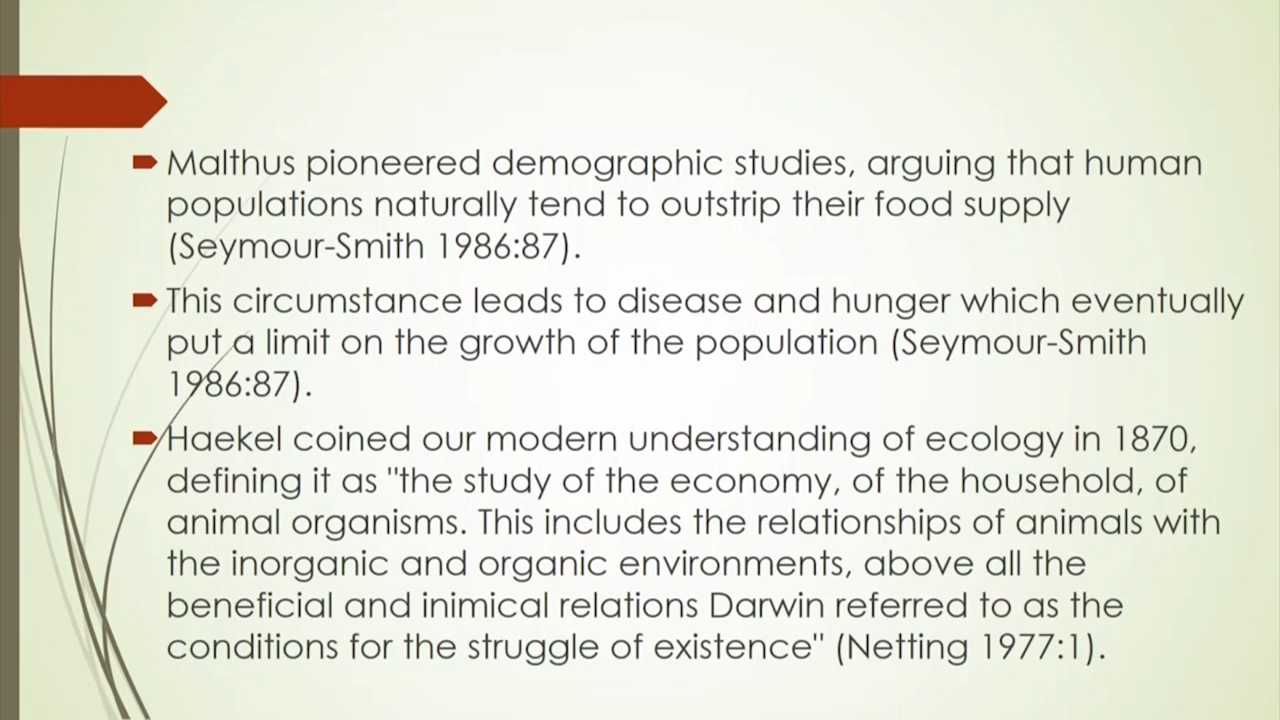 Malthus pioneered demographic studies, arguing that human
populations naturally tend to outstrip their food supply
(Seymour-Smith 1986:87).
This circumstance leads to disease and hunger which eventually
put a limit on the growth of the population (Seymour-Smith
1986:87).
Haekel coined our modern understanding of ecology in 1870,
defining it as "the study of the economy, of the household, of
animal organisms. This includes the relationships of animals with
the inorganic and organic environments, above all the
beneficial and inimical relations Darwin referred to as the
conditions for the struggle of existence" (Netting 1977:1).